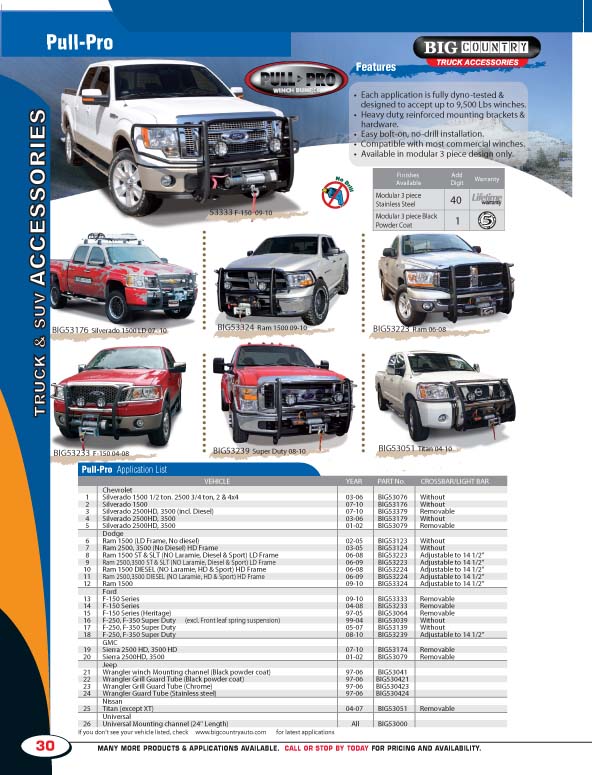 Pull-Pro
BIG COUNTRY
TRUCK ACCESSORIES
PULL-PRO
WINCH BUMPER
Features
• Each application is fully dyno-tested & designed to accept up to 9,500 Lbs winches.
• Heavy duty, reinforced mounting brackets & hardware.
• Easy bolt-on, no-drill installation.
• Compatible with most commercial winches.
• Available in modular 3 piece design only.
Finishes Available Add Digit Warranty
Modular 3 piece Stainless Steel 40 Lifetime warranty
Modular 3 piece Black Powder Coat 1 5
No Drill
53333 F-150 09-10
TRUCK & SUV ACCESSORIES
BIG53176 Silverado 1500 LD 07-10
BIG53324 Ram 1500 09-10
BIG53223 Ram 06-08
BIG53233 F-150 04-08
BIG53239 Super Duty 08-10
BIG53051 Titan 04-10
Pull-Pro Application List
VEHICLE YEAR PART No. CROSSBAR/LIGHT BAR
Chevrolet
1 Silverado 1500 1/2 ton. 2500 3/4 ton, 2 & 4x4 03-06 BIG53076 Without
2 Silverado 1500 07-10 BIG53176 Without
3 Silverado 2500HD, 3500 (incl. Diesel) 07-10 BIG53379 Removable
4 Silverado 2500HD, 3500 03-06 BIG53179 Without
5 Silverado 2500HD, 3500 01-02 BIG53079 Removable
Dodge
6 Ram 1500 (LD Frame, No diesel) 02-05 BIG53123 Without
7 Ram 2500, 3500 (No Diesel) HD Frame 03-05 BIG53124 Without
8 Ram 1500 ST & SLT (NO Laramie, Diesel & Sport) LD Frame 06-08 BIG53223 Adjustable to 14 1/2"
9 Ram 2500,3500 ST & SLT (NO Laramie, Diesel & Sport) LD Frame 06-09 BIG53223 Adjustable to 14 1/2"
10 Ram 1500 DIESEL (NO Laramie, HD & Sport) HD Frame 06-08 BIG53224 Adjustable to 14 1/2"
11 Ram 2500,3500 DIESEL (NO Laramie, HD & Sport) HD Frame 06-09 BIG53224 Adjustable to 14 1/2"
12 Ram 1500 09-10 BIG53324 Adjustable to 14 1/2"
Ford
13 F-150 Series 09-10 BIG53333 Removable
14 F-150 Series 04-08 BIG53233 Removable
15 F-150 Series (Heritage) 97-05 BIG53064 Removable
16 F-250, F-350 Super Duty (excl. Front leaf spring suspension) 99-04 BIG53039 Without
17 F-250, F-350 Super Duty 05-07 BIG53139 Without
18 F-250, F-350 Super Duty 08-10 BIG53239 Adjustable to 14 1/2"
GMC
19 Sierra 2500 HD, 3500 HD 07-10 BIG53174 Removable
20 Sierra 2500HD, 3500 01-02 BIG53079 Removable
Jeep
21 Wrangler winch Mounting channel (Black powder coat) 97-06 BIG53041
22 Wrangler Grill Guard Tube (Black powder coat) 97-06 BIG530421
23 Wrangler Grill Guard Tube (Chrome) 97-06 BIG530423
24 Wrangler Guard Tube (Stainless steel) 97-06 BIG530424
Nissan
25 Titan (except XT) 04-07 BIG53051 Removable
Universal
26 Universal Mounting channel (24" Length) All BIG53000
If you don't see your vehicle listed, check www.bigcountryauto.com for latest applications
30 MANY MORE PRODUCTS & APPLICATIONS AVAILABLE. CALL OR STOP BY TODAY FOR PRICING AND AVAILABILITY.